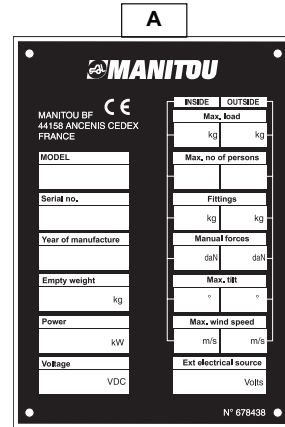 A
MANITOU
MANITOU BF CE
44158 ANCENIS CEDEX
FRANCE
MODEL
Serial no.
Year of manufacture
Empty weight
kg
Power
kW
Voltage
VDC
INSIDE OUTSIDE
Max. load
kg kg
Max. no of persons
Fittings
kg kg
Manual forces
daN daN
Max. tilt
° °
Max. wind speed
m/s m/s
Ext electrical source
Volts
N° 678438